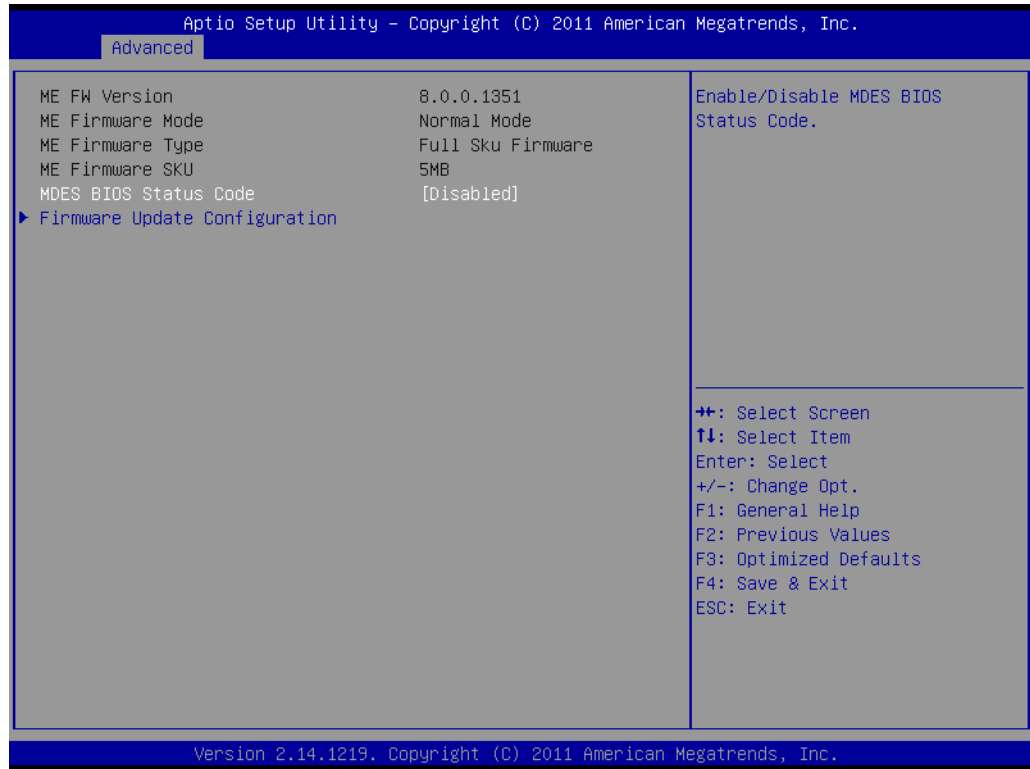 Aptio Setup Utility – Copyright (C) 2011 American Megatrends, Inc.
Advanced
ME FW Version 8.0.0.1351
ME Firmware Mode Normal Mode
ME Firmware Type Full Sku Firmware
ME Firmware SKU 5MB
MDES BIOS Status Code [Disabled]
▶ Firmware Update Configuration
Enable/Disable MDES BIOS
Status Code.
→←: Select Screen
↑↓: Select Item
Enter: Select
+/-: Change Opt.
F1: General Help
F2: Previous Values
F3: Optimized Defaults
F4: Save & Exit
ESC: Exit
Version 2.14.1219. Copyright (C) 2011 American Megatrends, Inc.